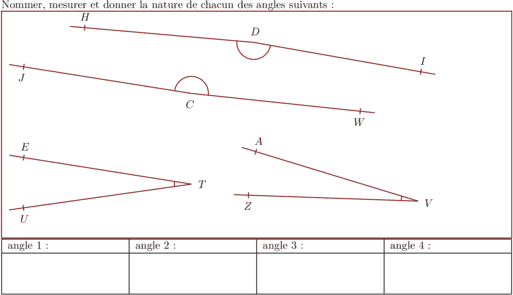 Nommer, mesurer et donner la nature de chacun des angles suivants :
H
D
I
J
C
W
E
A
T
V
Z
U
angle 1 :
angle 2 :
angle 3 :
angle 4 :